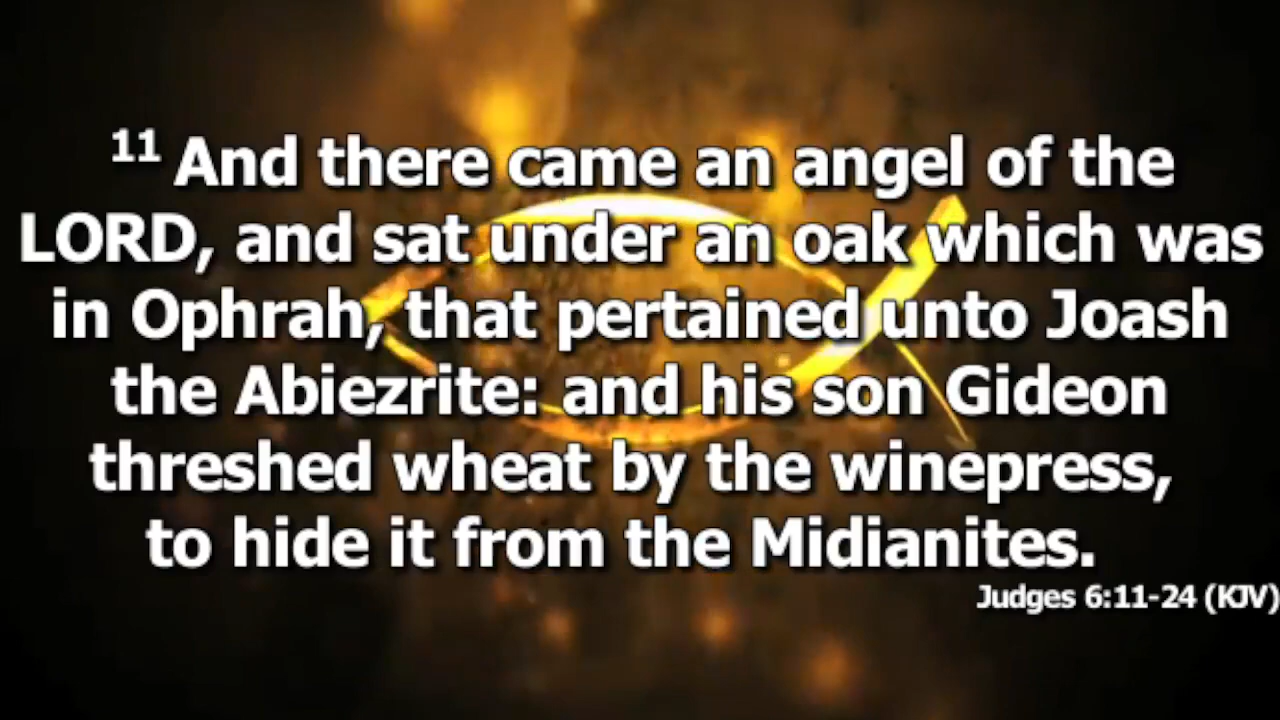 11 And there came an angel of the
LORD, and sat under an oak which was
in Ophrah, that pertained unto Joash
the Abiezrite: and his son Gideon
threshed wheat by the winepress,
to hide it from the Midianites.
Judges 6:11-24 (KJV)